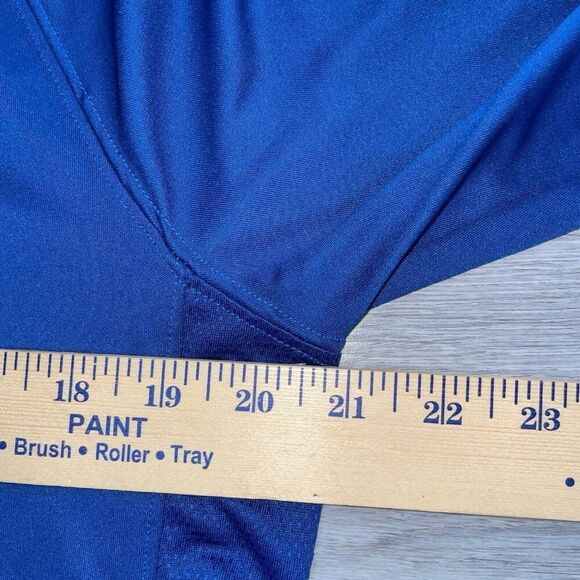 18 19 20 21 22 23
PAINT
• Brush • Roller • Tray